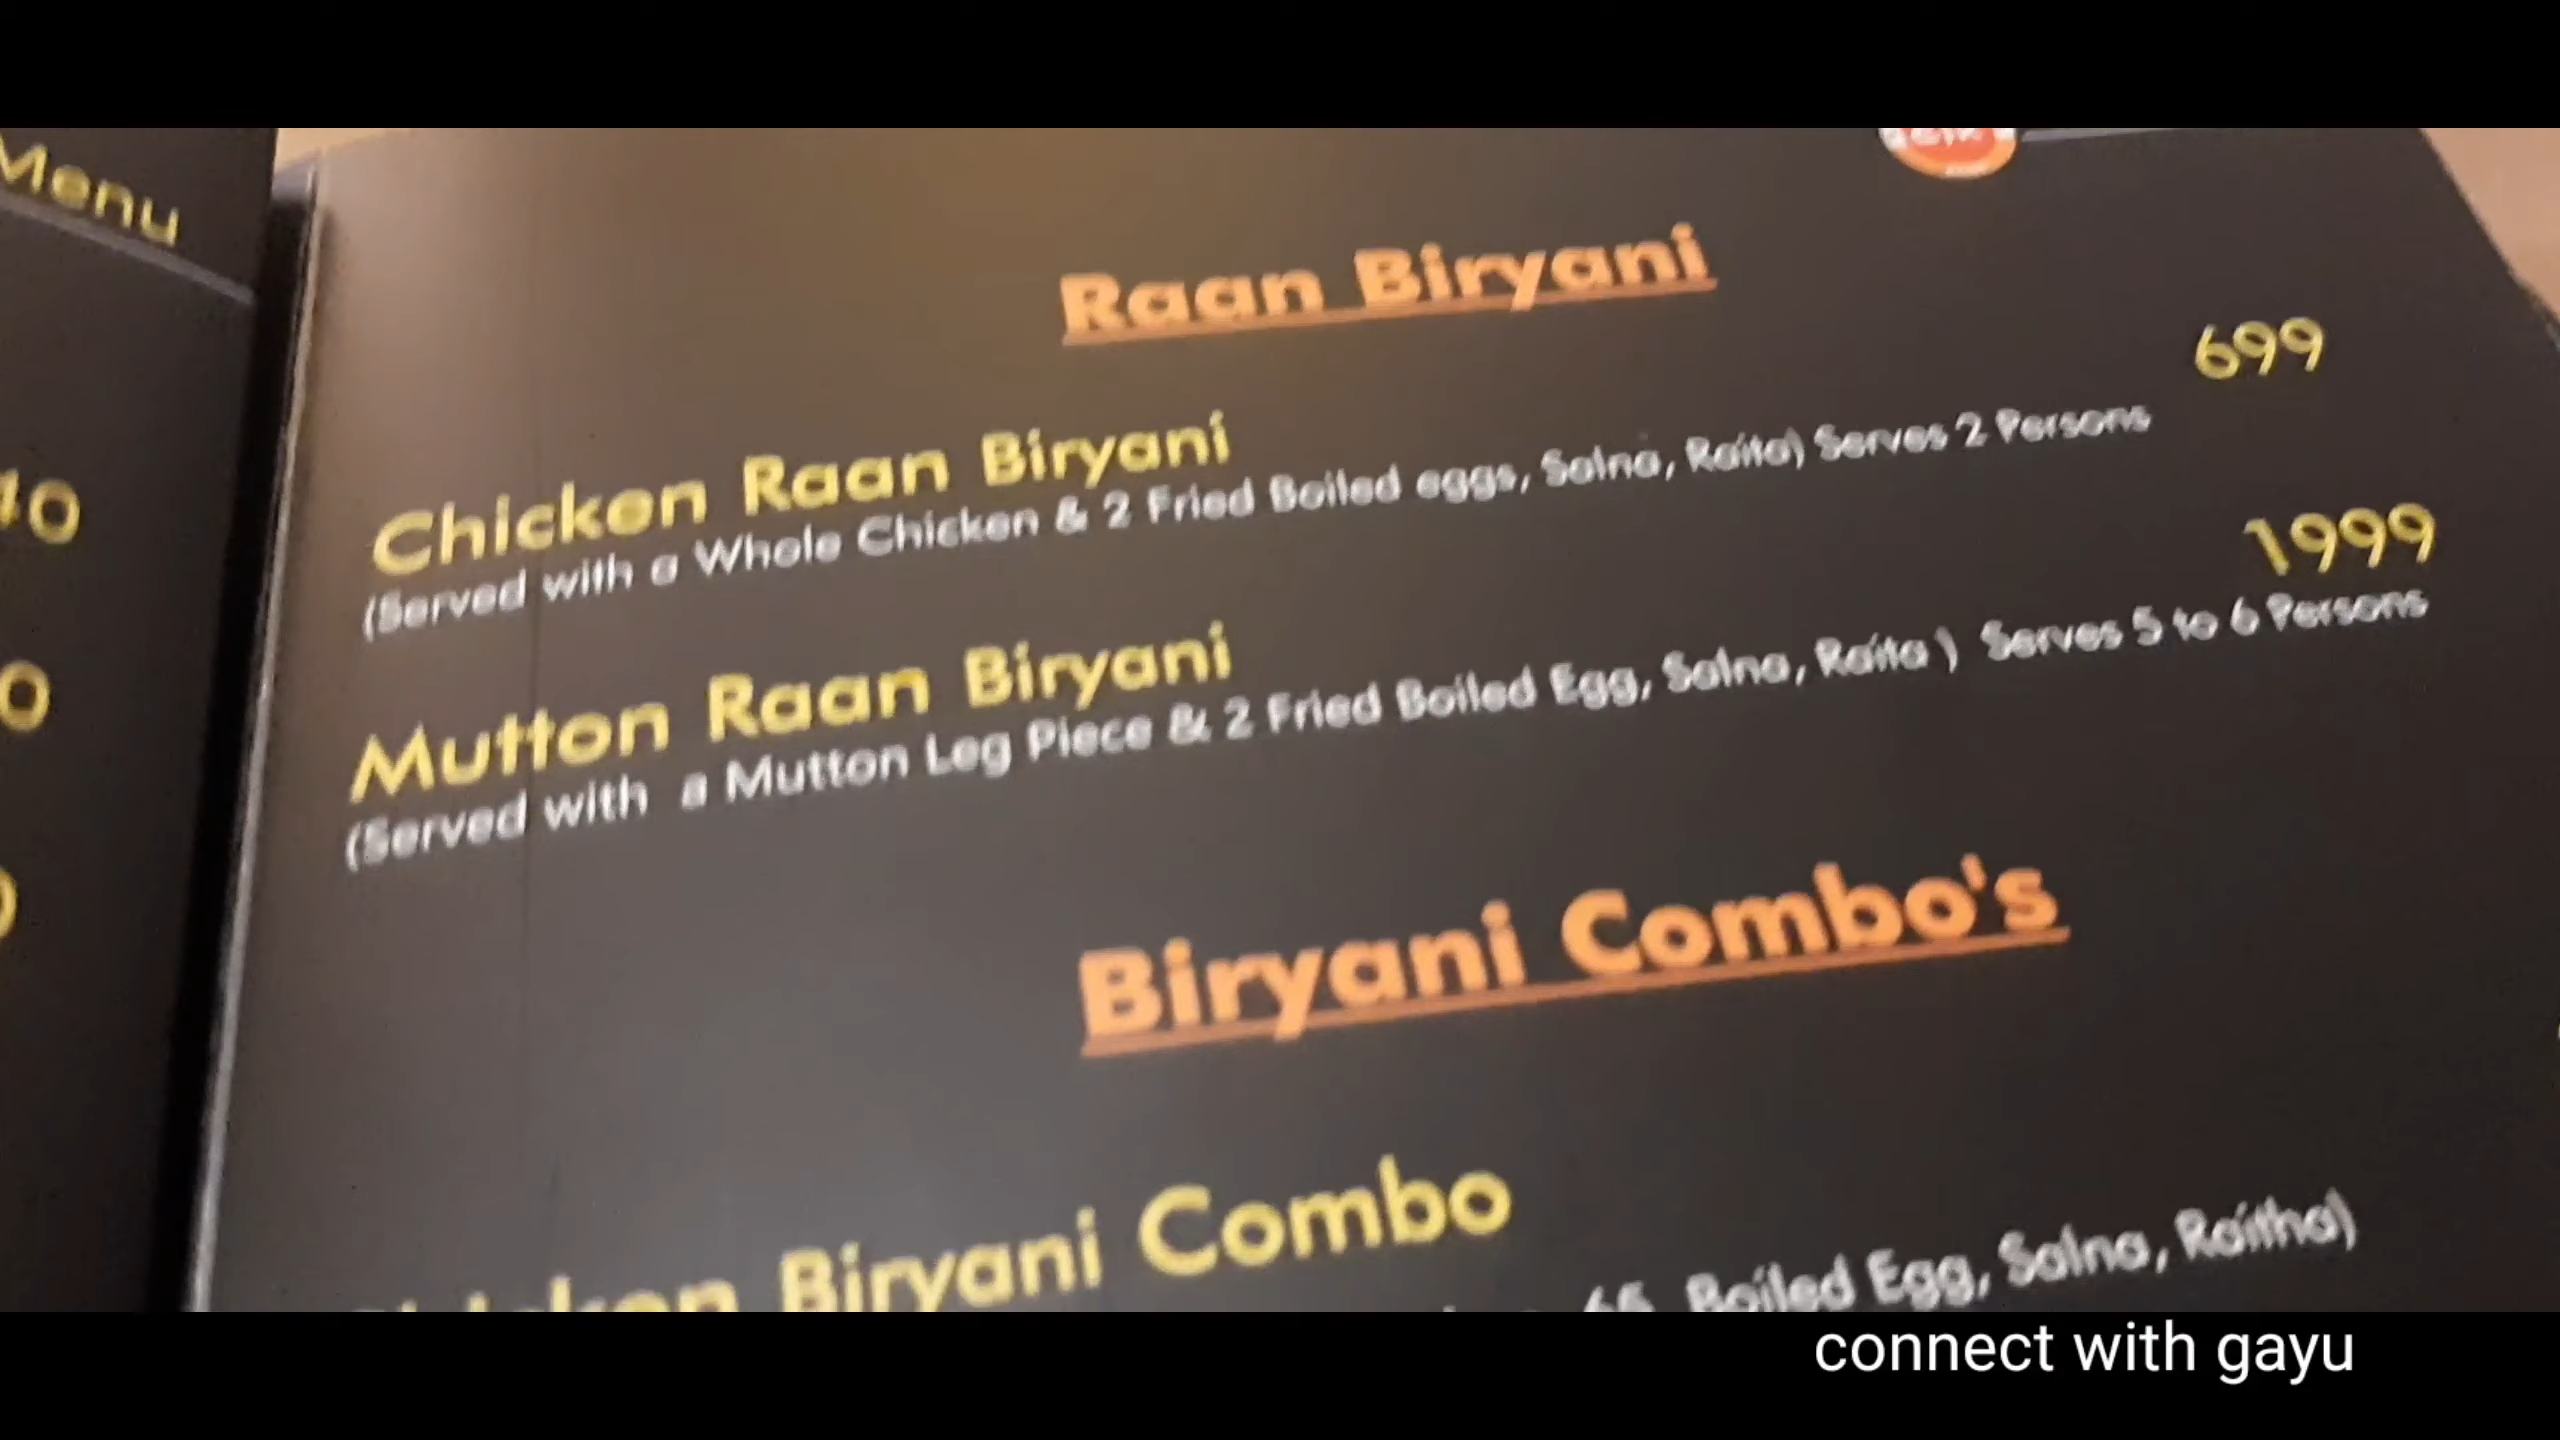 Menu
Raan Biryani
699
Chicken Raan Biryani
(Served with a Whole Chicken & 2 Fried Boiled eggs, Salna, Raita) Serves 2 Persons
1999
Mutton Raan Biryani
(Served with a Mutton Leg Piece & 2 Fried Boiled Egg, Salna, Raita ) Serves 5 to 6 Persons
Biryani Combo's
Biryani Combo
65, Boiled Egg, Salna, Raitha)
connect with gayu